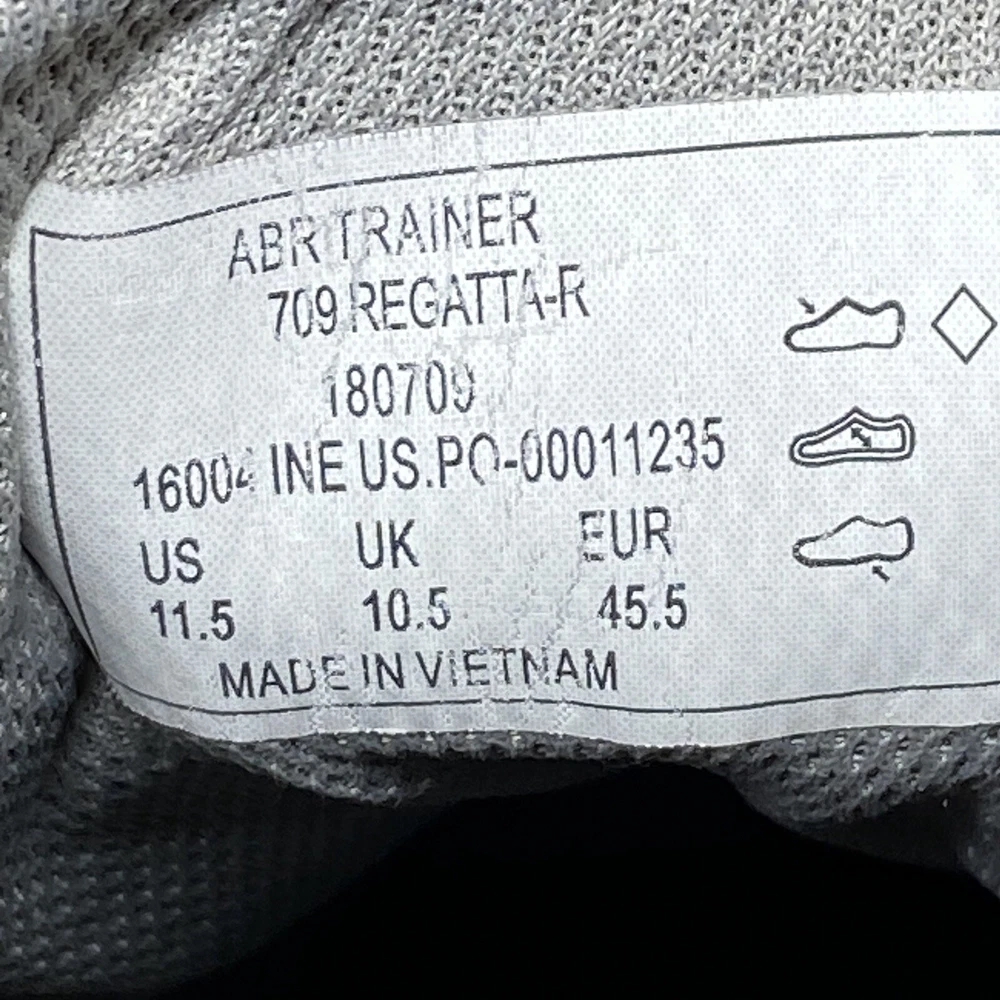 ABR TRAINER
709 REGATTA-R
180709
16004 INE US.PO-00011235
US UK EUR
11.5 10.5 45.5
MADE IN VIETNAM